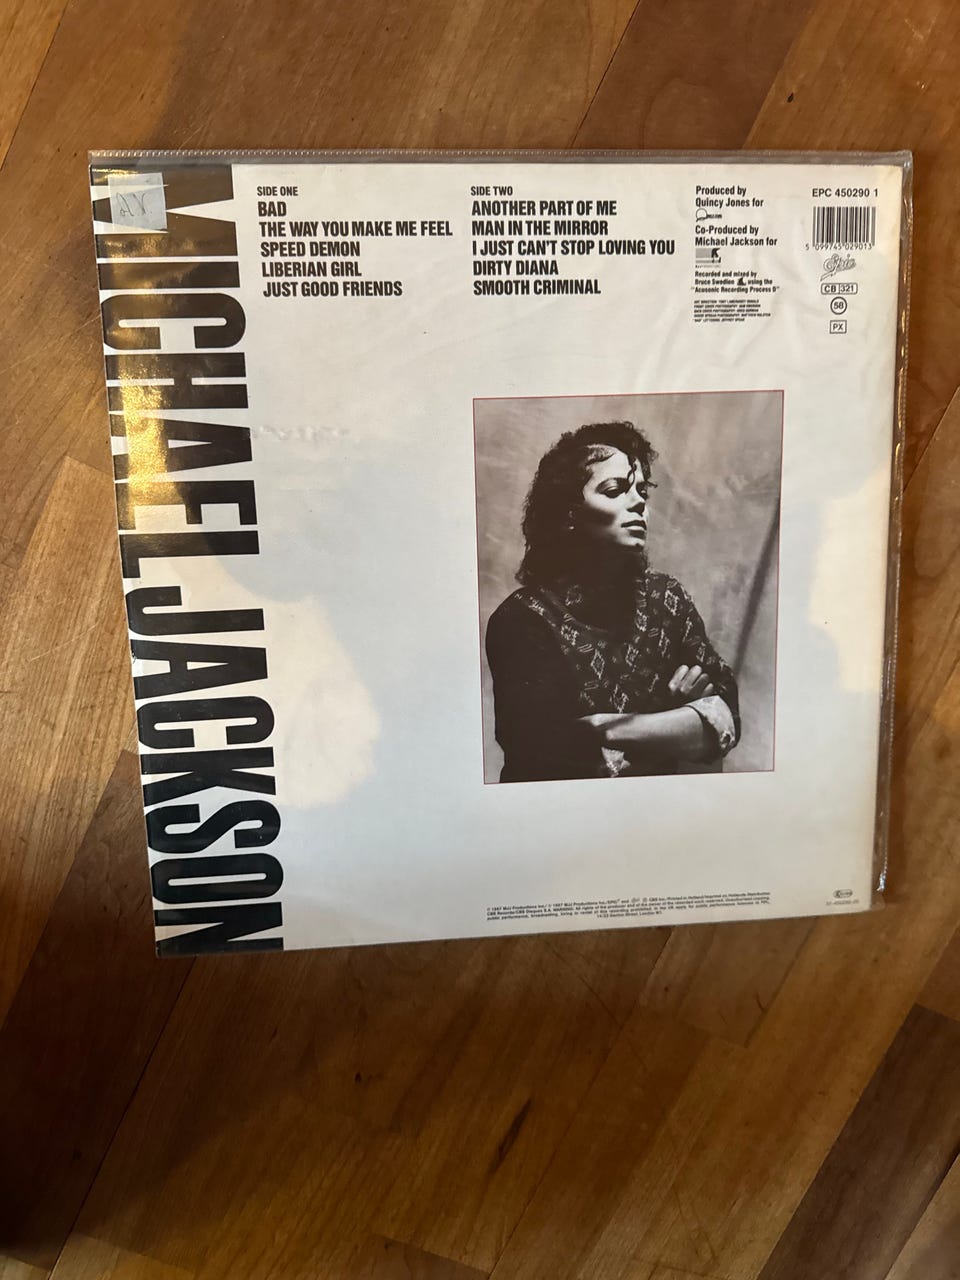 MICHAEL JACKSON
SIDE ONE
BAD
THE WAY YOU MAKE ME FEEL
SPEED DEMON
LIBERIAN GIRL
JUST GOOD FRIENDS
SIDE TWO
ANOTHER PART OF ME
MAN IN THE MIRROR
I JUST CAN'T STOP LOVING YOU
DIRTY DIANA
SMOOTH CRIMINAL
Produced by
Quincy Jones for
Co-Produced by
Michael Jackson for
Recorded and mixed by
Bruce Swedien using the
"Acusonic Recording Process"
EPC 450290 1
5 099745 029013
Epic
CB 321
58
PX